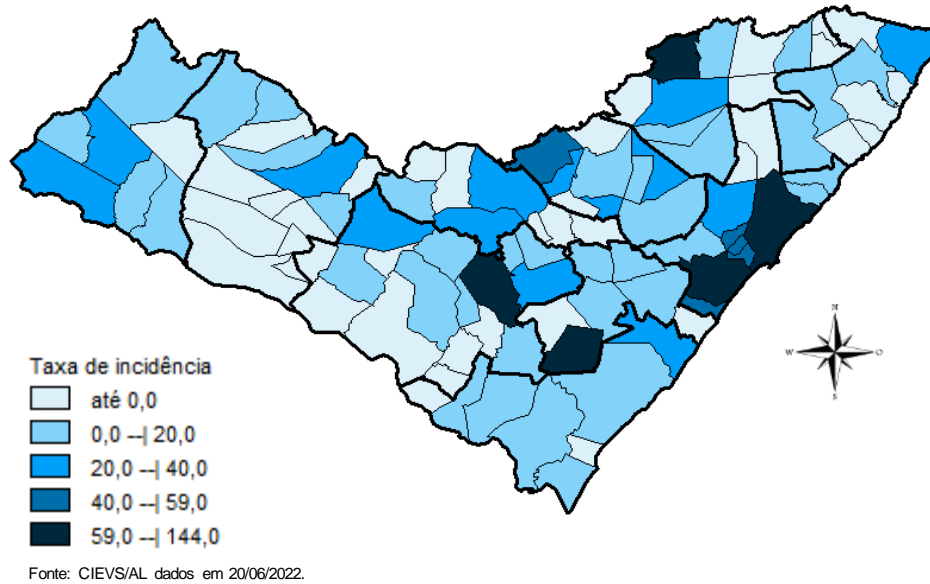 N
W O
S
Taxa de incidência
até 0,0
0,0 --| 20,0
20,0 --| 40,0
40,0 --| 59,0
59,0 --| 144,0
Fonte: CIEVS/AL dados em 20/06/2022.